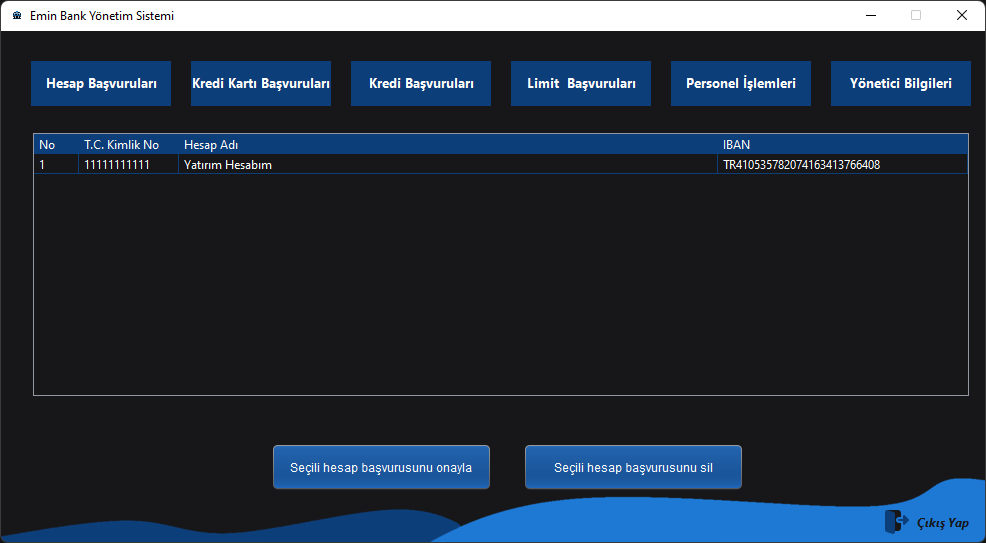 Emin Bank Yönetim Sistemi
Hesap Başvuruları Kredi Kartı Başvuruları Kredi Başvuruları Limit  Başvuruları Personel İşlemleri Yönetici Bilgileri
No T.C. Kimlik No Hesap Adı IBAN
1 11111111111 Yatırım Hesabım TR410535782074163413766408
Seçili hesap başvurusunu onayla Seçili hesap başvurusunu sil
Çıkış Yap